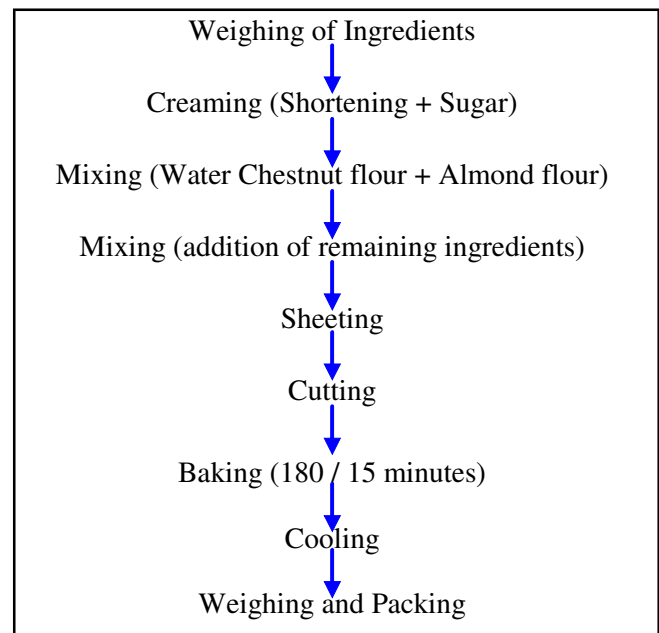 Weighing of Ingredients
Creaming (Shortening + Sugar)
Mixing (Water Chestnut flour + Almond flour)
Mixing (addition of remaining ingredients)
Sheeting
Cutting
Baking (180 / 15 minutes)
Cooling
Weighing and Packing